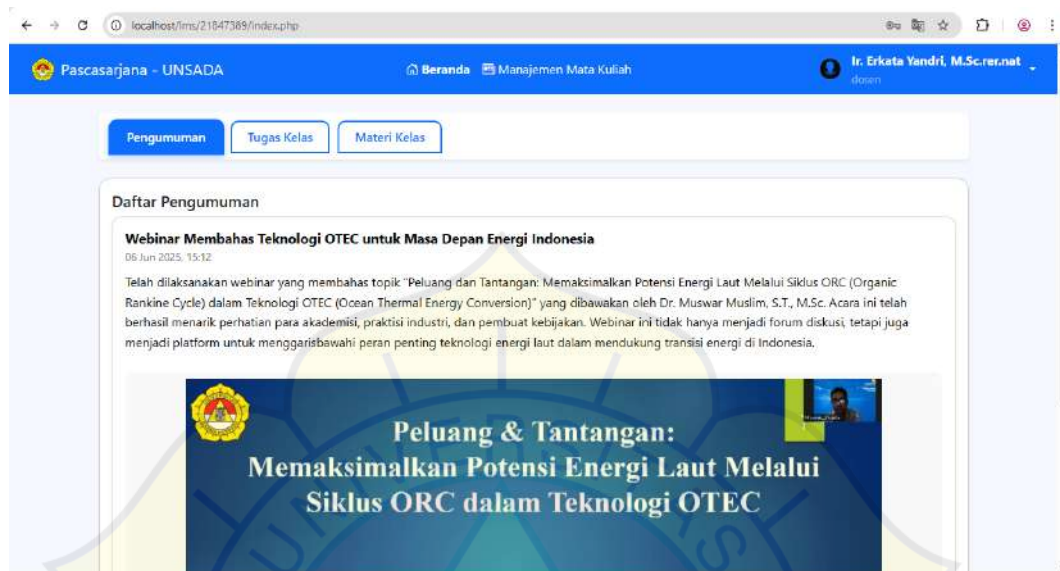 localhost/lms/21847389/index.php
Pascasarjana - UNSADA
Beranda
Manajemen Mata Kuliah
Ir. Erkata Yandri, M.Sc.rer.nat
dosen
Pengumuman
Tugas Kelas
Materi Kelas
Daftar Pengumuman
Webinar Membahas Teknologi OTEC untuk Masa Depan Energi Indonesia
06 Jun 2025, 15:12
Telah dilaksanakan webinar yang membahas topik "Peluang dan Tantangan: Memaksimalkan Potensi Energi Laut Melalui Siklus ORC (Organic
Rankine Cycle) dalam Teknologi OTEC (Ocean Thermal Energy Conversion)" yang dibawakan oleh Dr. Muswar Muslim, S.T., M.Sc. Acara ini telah
berhasil menarik perhatian para akademisi, praktisi industri, dan pembuat kebijakan. Webinar ini tidak hanya menjadi forum diskusi, tetapi juga
menjadi platform untuk menggarisbawahi peran penting teknologi energi laut dalam mendukung transisi energi di Indonesia.
Peluang & Tantangan:
Memaksimalkan Potensi Energi Laut Melalui
Siklus ORC dalam Teknologi OTEC
UNIVERSITAS